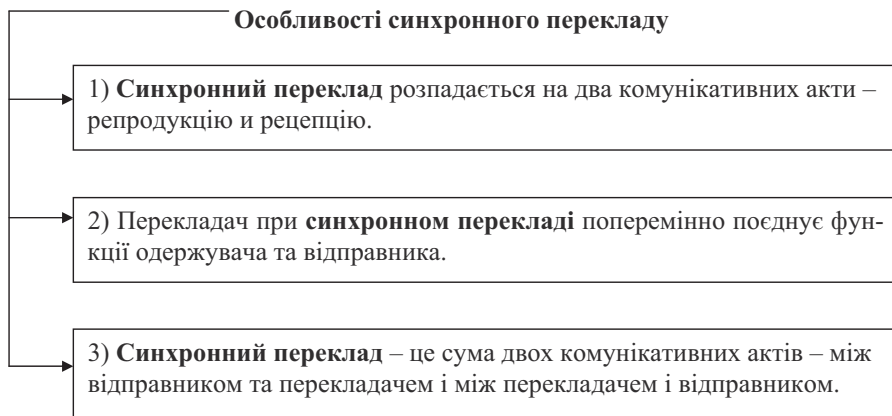 Особливості синхронного перекладу
1) Синхронний переклад розпадається на два комунікативних акти –
репродукцію и рецепцію.
2) Перекладач при синхронном перекладі поперемінно поєднує фун-
кції одержувача та відправника.
3) Синхронний переклад – це сума двох комунікативних актів – між
відправником та перекладачем і між перекладачем і відправником.